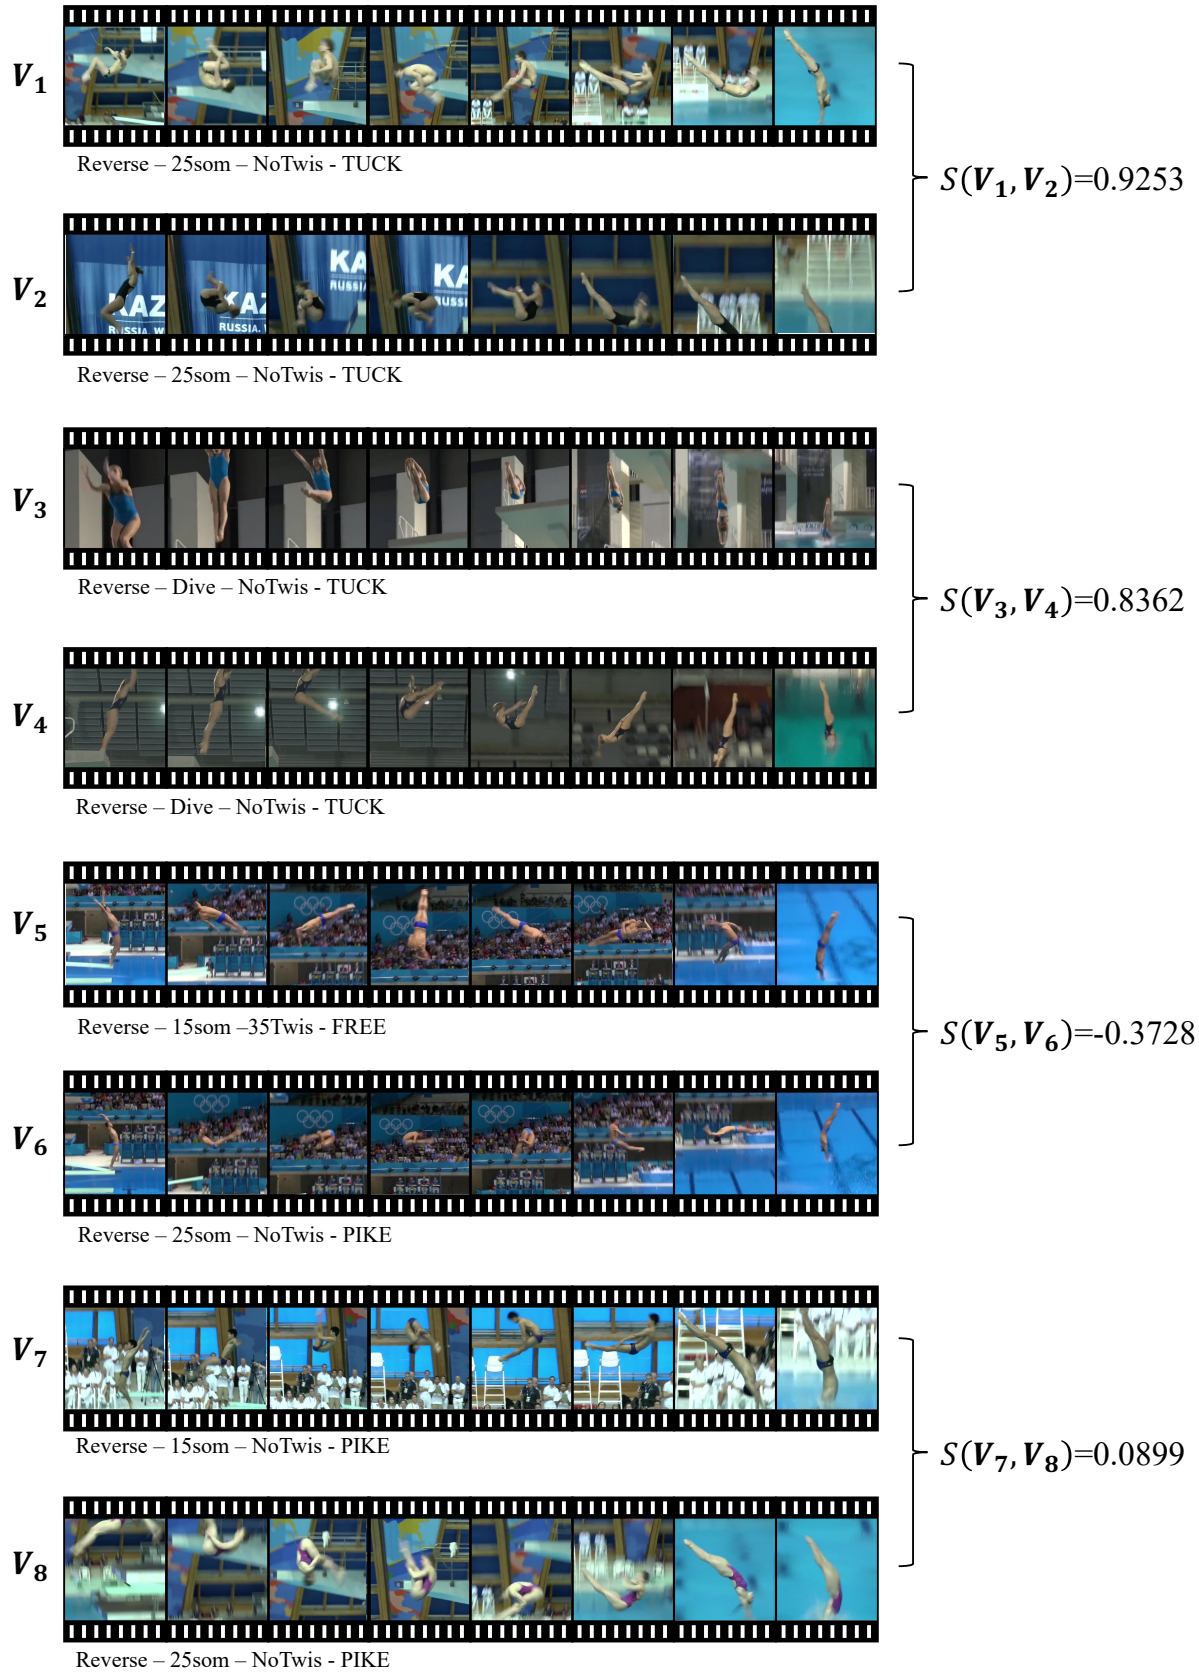 V1
Reverse – 25som – NoTwis - TUCK
S(V1, V2)=0.9253
V2
KAZ
RUSSIA. W
KAZ
RUSSIA.
KA
RUSSIA
KA
RUSSI
Reverse – 25som – NoTwis - TUCK
V3
Reverse – Dive – NoTwis - TUCK
S(V3, V4)=0.8362
V4
Reverse – Dive – NoTwis - TUCK
V5
Reverse – 15som –35Twis - FREE
S(V5, V6)=-0.3728
V6
Reverse – 25som – NoTwis - PIKE
V7
Reverse – 15som – NoTwis - PIKE
S(V7, V8)=0.0899
V8
Reverse – 25som – NoTwis - PIKE